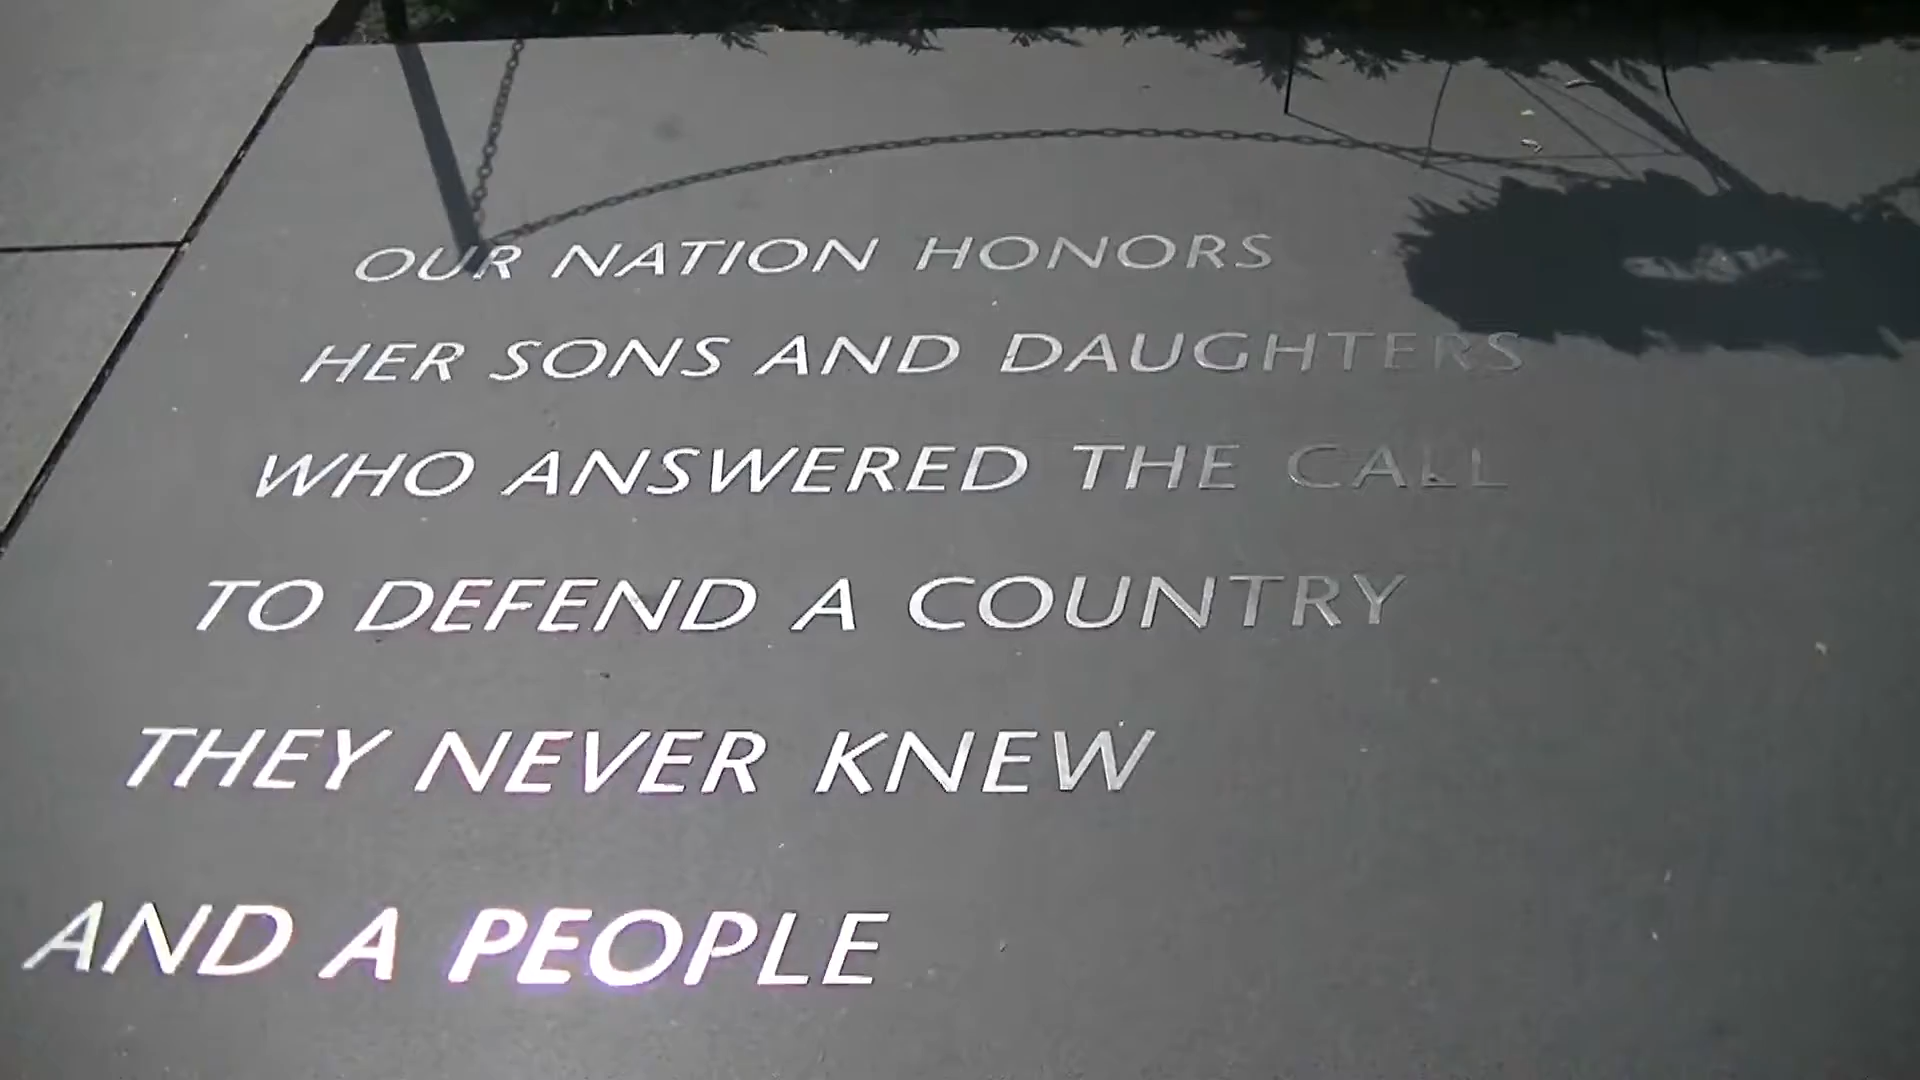 OUR NATION HONORS
HER SONS AND DAUGHTERS
WHO ANSWERED THE CALL
TO DEFEND A COUNTRY
THEY NEVER KNEW
AND A PEOPLE